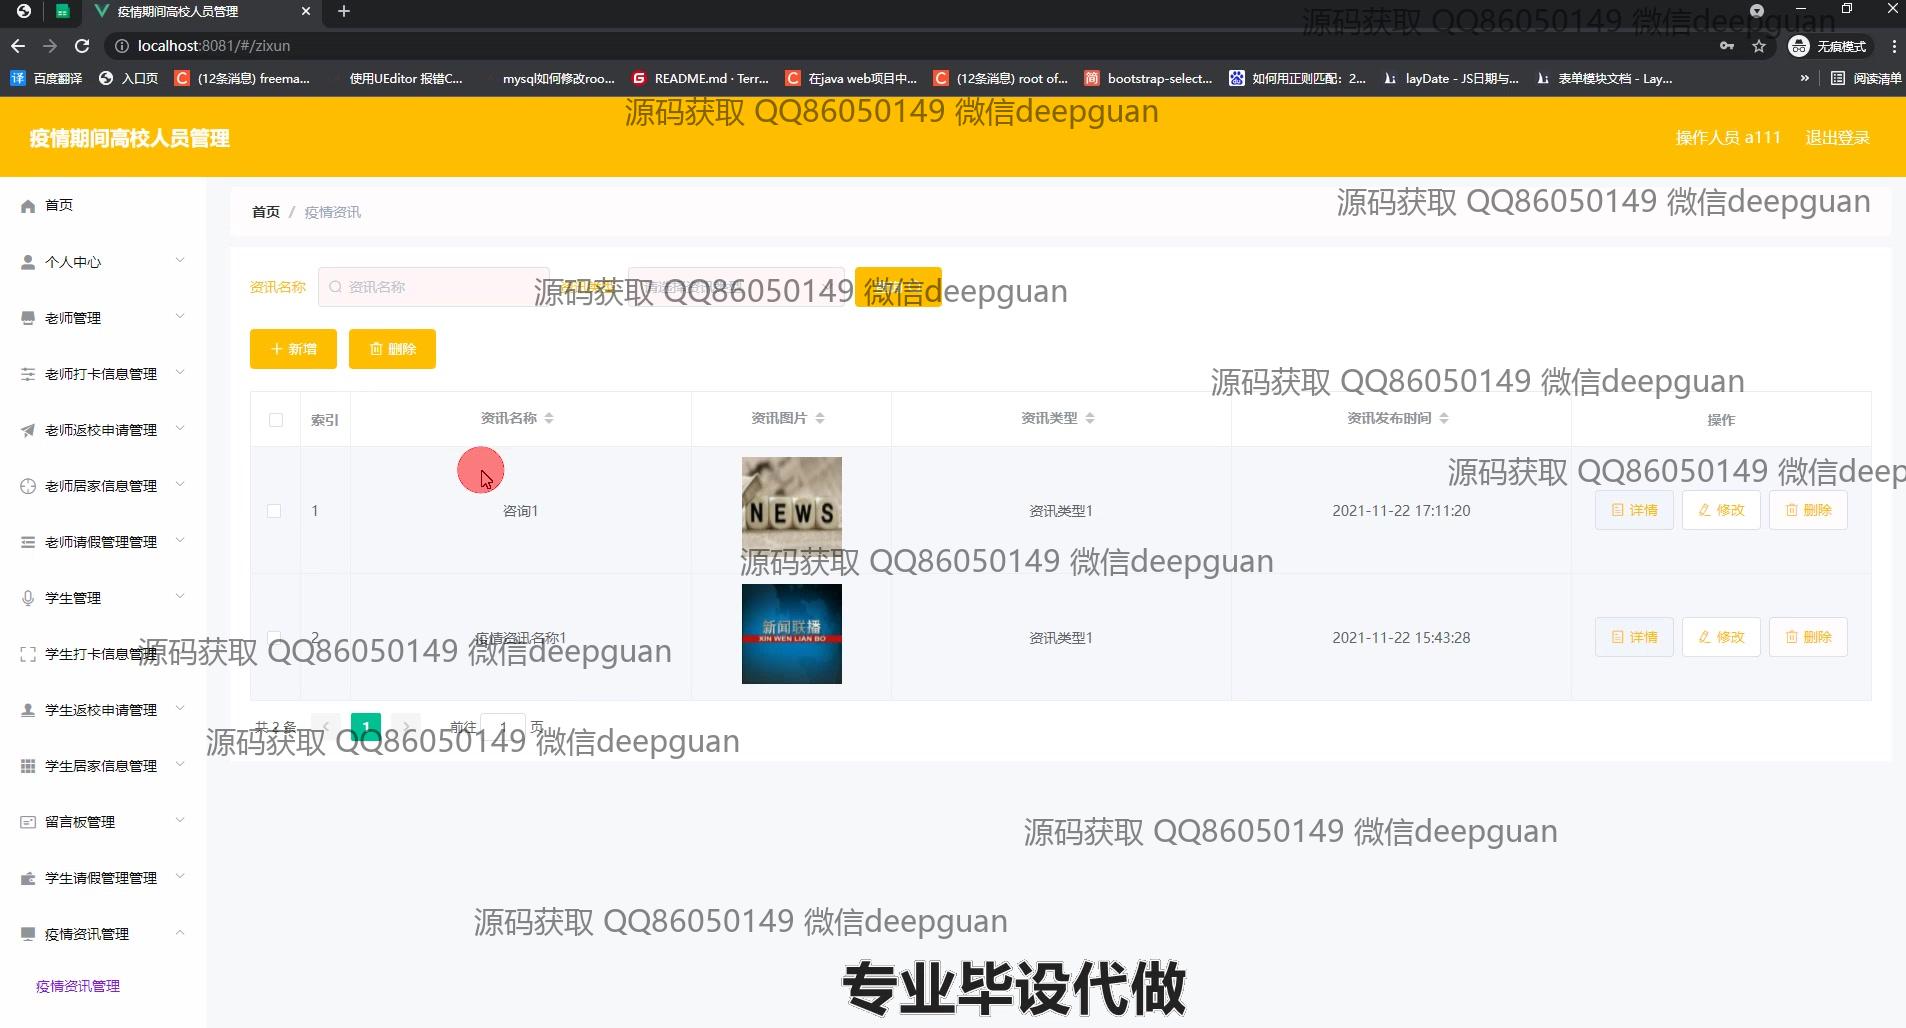 疫情期间高校人员管理
源码获取 QQ86050149 微信deepguan
localhost:8081/#/zixun
无痕模式
百度翻译
入口页
(12条消息) freema...
使用UEditor 报错C...
mysql如何修改roo...
README.md · Terr...
在java web项目中...
(12条消息) root of...
bootstrap-select...
如何用正则匹配：2...
layDate - JS日期与...
表单模块文档 - Lay...
»
阅读清单
源码获取 QQ86050149 微信deepguan
疫情期间高校人员管理
操作人员 a111
退出登录
首页
个人中心
老师管理
老师打卡信息管理
老师返校申请管理
老师居家信息管理
老师请假管理管理
学生管理
学生打卡信息管理
学生返校申请管理
学生居家信息管理
留言板管理
学生请假管理管理
疫情资讯管理
疫情资讯管理
首页 / 疫情资讯
源码获取 QQ86050149 微信deepguan
资讯名称
资讯名称
源码获取 QQ86050149 微信deepguan
新增
删除
源码获取 QQ86050149 微信deepguan
索引 资讯名称 资讯图片 资讯类型 资讯发布时间 操作
源码获取 QQ86050149 微信deep
NEWS
1 咨询1 资讯类型1 2021-11-22 17:11:20 详情 修改 删除
源码获取 QQ86050149 微信deepguan
新闻联播
XIN WEN LIAN BO
2 疫情资讯名称1 资讯类型1 2021-11-22 15:43:28 详情 修改 删除
源码获取 QQ86050149 微信deepguan
共 2 条 1 前往 1 页
源码获取 QQ86050149 微信deepguan
源码获取 QQ86050149 微信deepguan
源码获取 QQ86050149 微信deepguan
专业毕设代做